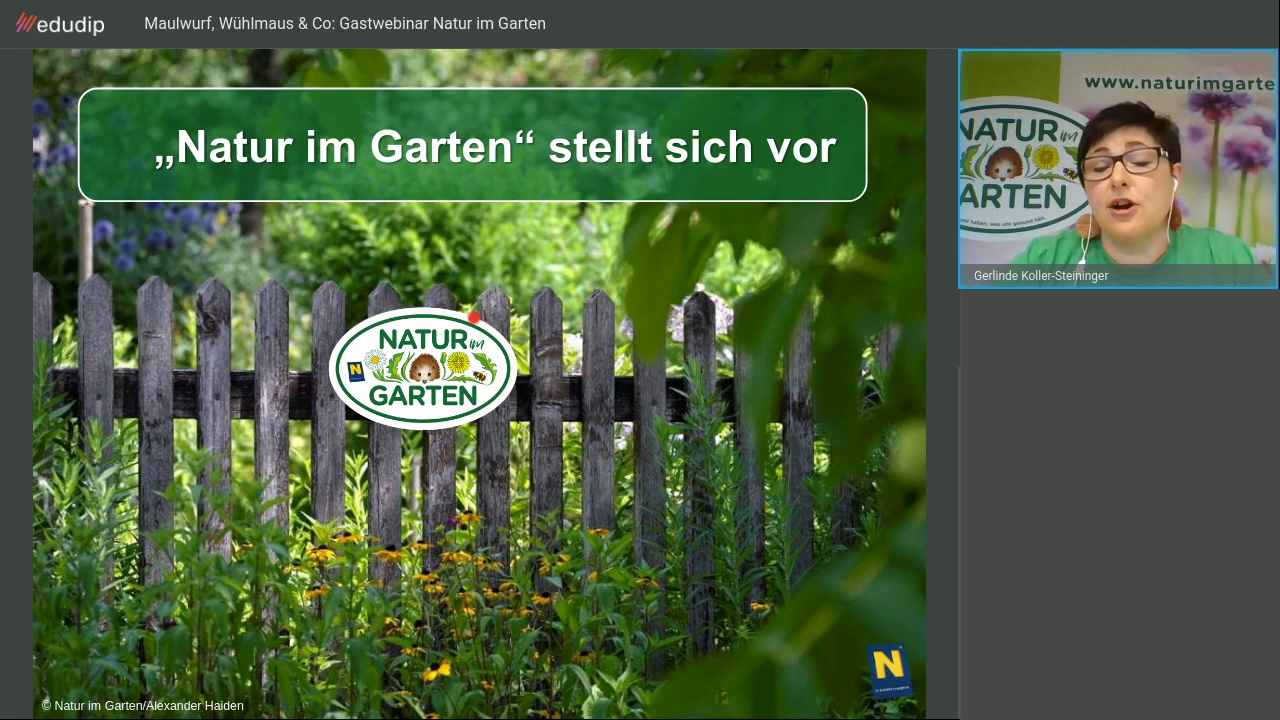 edudip
Maulwurf, Wühlmaus & Co: Gastwebinar Natur im Garten
„Natur im Garten“ stellt sich vor
www.naturimgarte
NATUR im
GARTEN
Gerlinde Koller-Steininger
N
NATUR im
GARTEN
N
© Natur im Garten/Alexander Haiden